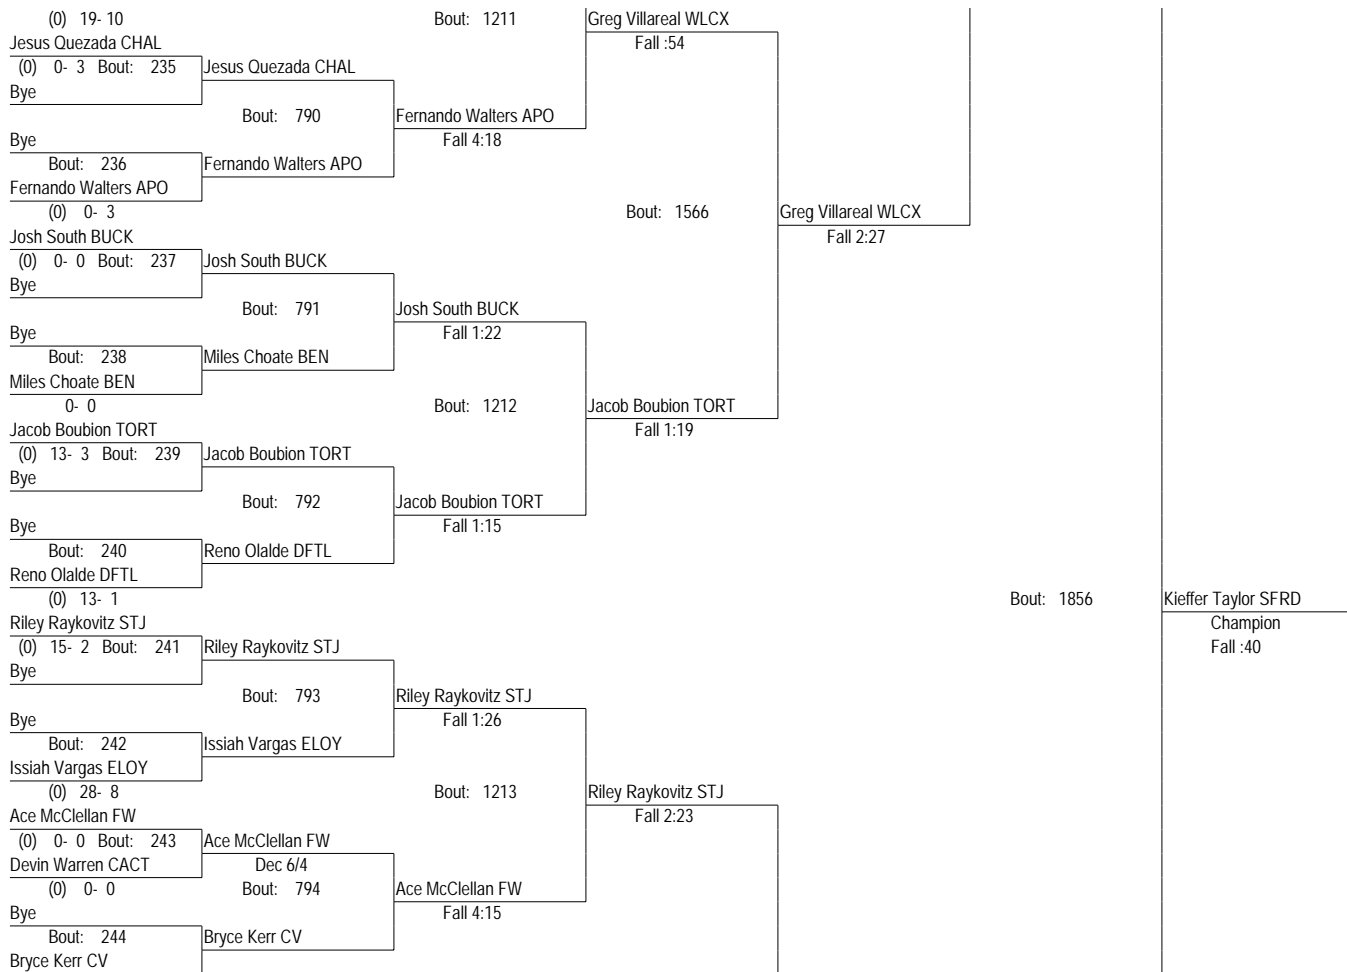 (0) 19- 10 Bout: 1211 Greg Villareal WLCX
Jesus Quezada CHAL Fall :54
(0) 0- 3 Bout: 235 Jesus Quezada CHAL
Bye
Bout: 790 Fernando Walters APO
Bye Fall 4:18
Bout: 236 Fernando Walters APO
Fernando Walters APO
(0) 0- 3 Bout: 1566 Greg Villareal WLCX
Josh South BUCK Fall 2:27
(0) 0- 0 Bout: 237 Josh South BUCK
Bye
Bout: 791 Josh South BUCK
Bye Fall 1:22
Bout: 238 Miles Choate BEN
Miles Choate BEN
0- 0 Bout: 1212 Jacob Boubion TORT
Jacob Boubion TORT Fall 1:19
(0) 13- 3 Bout: 239 Jacob Boubion TORT
Bye
Bout: 792 Jacob Boubion TORT
Bye Fall 1:15
Bout: 240 Reno Olalde DFTL
Reno Olalde DFTL
(0) 13- 1 Bout: 1856 Kieffer Taylor SFRD
Riley Raykovitz STJ Champion
(0) 15- 2 Bout: 241 Riley Raykovitz STJ Fall :40
Bye
Bout: 793 Riley Raykovitz STJ
Bye Fall 1:26
Bout: 242 Issiah Vargas ELOY
Issiah Vargas ELOY
(0) 28- 8 Bout: 1213 Riley Raykovitz STJ
Ace McClellan FW Fall 2:23
(0) 0- 0 Bout: 243 Ace McClellan FW
Devin Warren CACT Dec 6/4
(0) 0- 0 Bout: 794 Ace McClellan FW
Bye Fall 4:15
Bout: 244 Bryce Kerr CV
Bryce Kerr CV